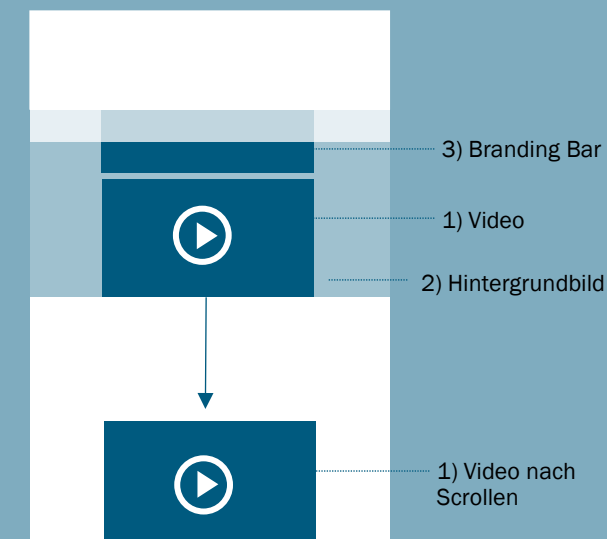 3) Branding Bar
1) Video
2) Hintergrundbild
1) Video nach
Scrollen